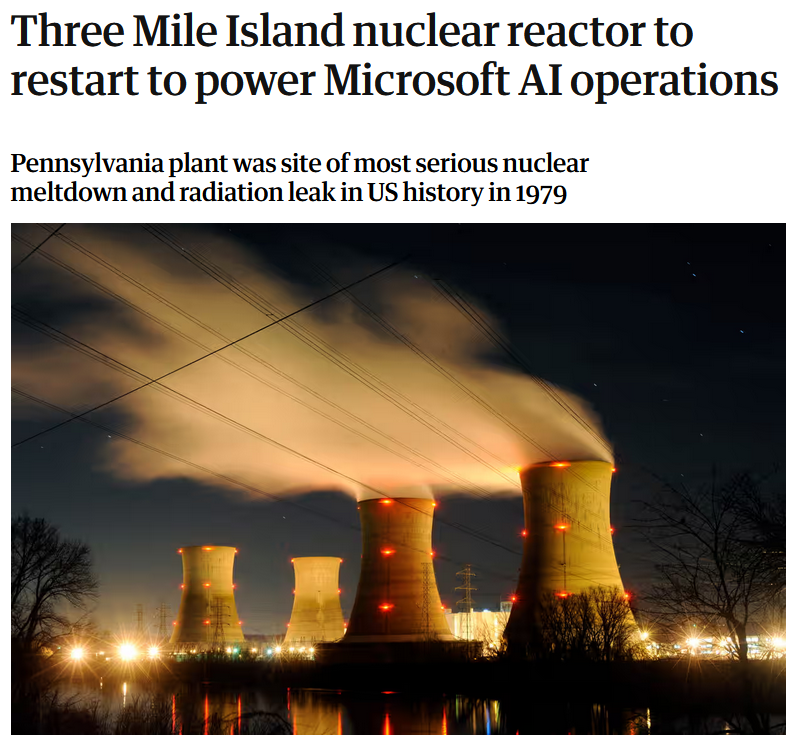 Three Mile Island nuclear reactor to
restart to power Microsoft AI operations
Pennsylvania plant was site of most serious nuclear
meltdown and radiation leak in US history in 1979